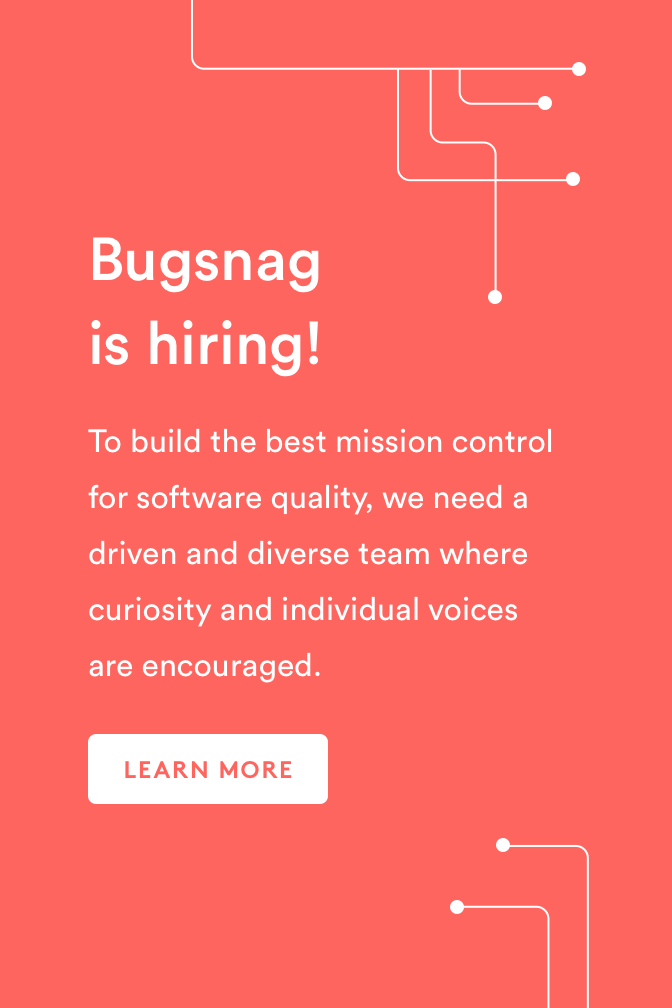 Bugsnag
is hiring!
To build the best mission control
for software quality, we need a
driven and diverse team where
curiosity and individual voices
are encouraged.
LEARN MORE